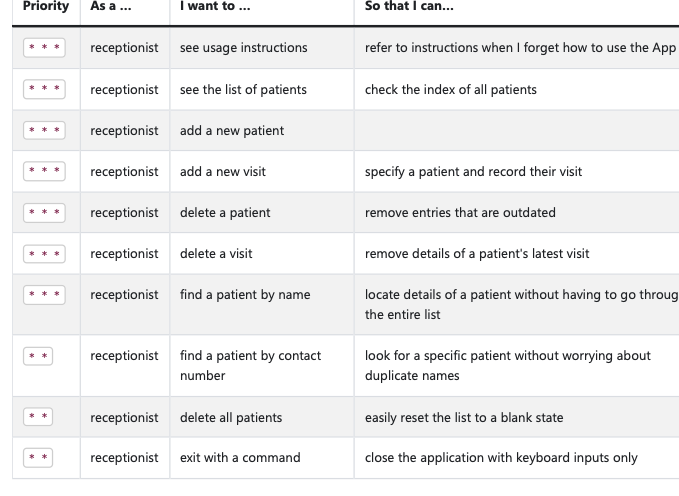 Priority As a ... I want to ... So that I can...
* * * receptionist see usage instructions refer to instructions when I forget how to use the App
* * * receptionist see the list of patients check the index of all patients
* * * receptionist add a new patient
* * * receptionist add a new visit specify a patient and record their visit
* * * receptionist delete a patient remove entries that are outdated
* * * receptionist delete a visit remove details of a patient's latest visit
* * * receptionist find a patient by name locate details of a patient without having to go throug
the entire list
* * receptionist find a patient by contact look for a specific patient without worrying about
number duplicate names
* * receptionist delete all patients easily reset the list to a blank state
* * receptionist exit with a command close the application with keyboard inputs only